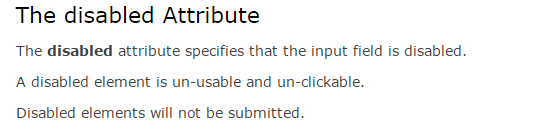 The disabled Attribute
The disabled attribute specifies that the input field is disabled.
A disabled element is un-usable and un-clickable.
Disabled elements will not be submitted.